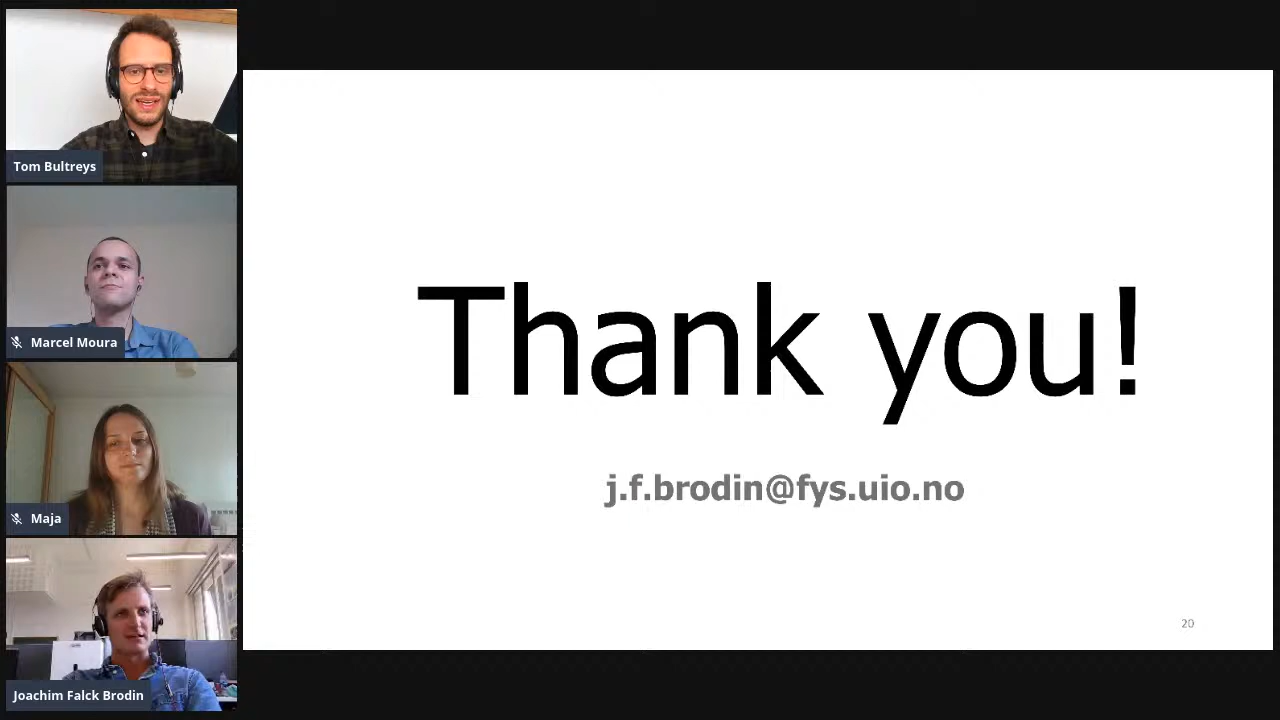 Tom Bultreys
Marcel Moura
Maja
Joachim Falck Brodin
Thank you!
j.f.brodin@fys.uio.no
20